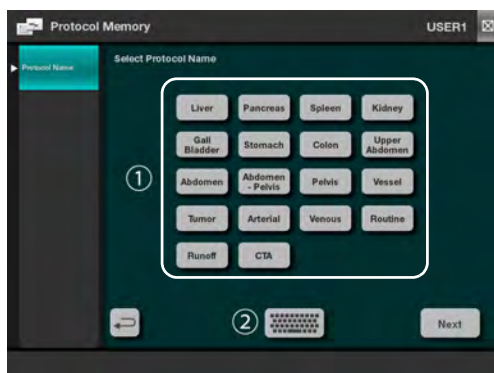 Protocol Memory USER1
Protocol Name
Select Protocol Name
Liver Pancreas Spleen Kidney
Gall
Bladder
Stomach Colon
Upper
Abdomen
①
Abdomen
Abdomen
- Pelvis
Pelvis Vessel
Tumor Arterial Venous Routine
Runoff CTA
②
Next